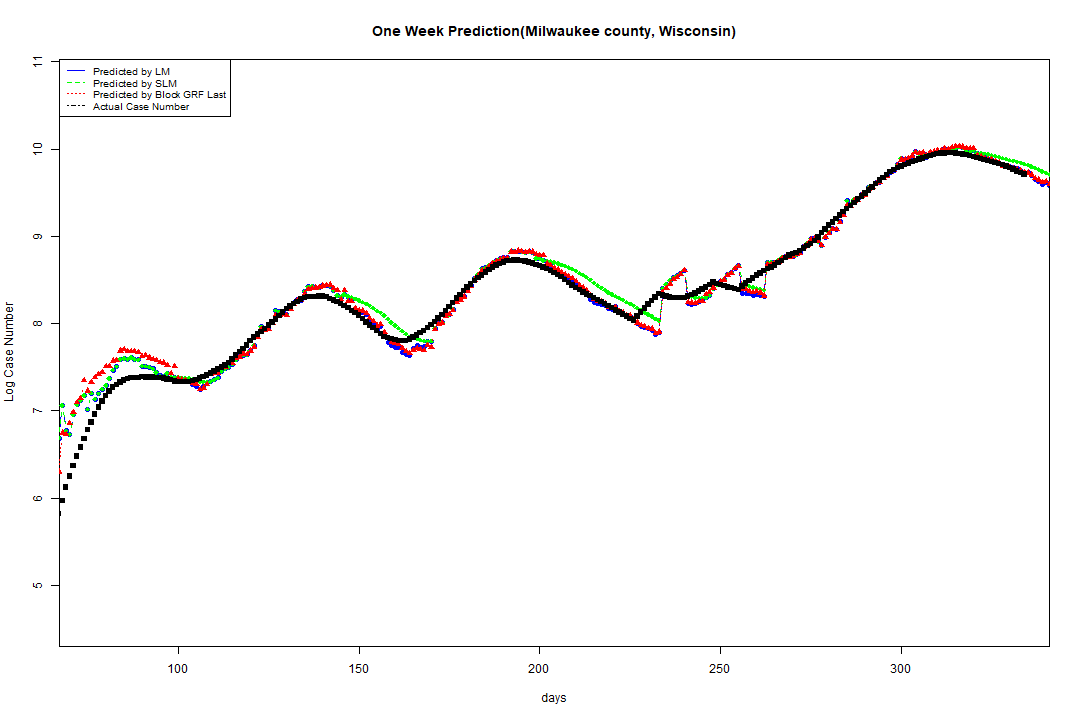 One Week Prediction(Milwaukee county, Wisconsin)
Predicted by LM
Predicted by SLM
Predicted by Block GRF Last
Actual Case Number
11
10
9
8
7
6
5
Log Case Number
100 150 200 250 300
days